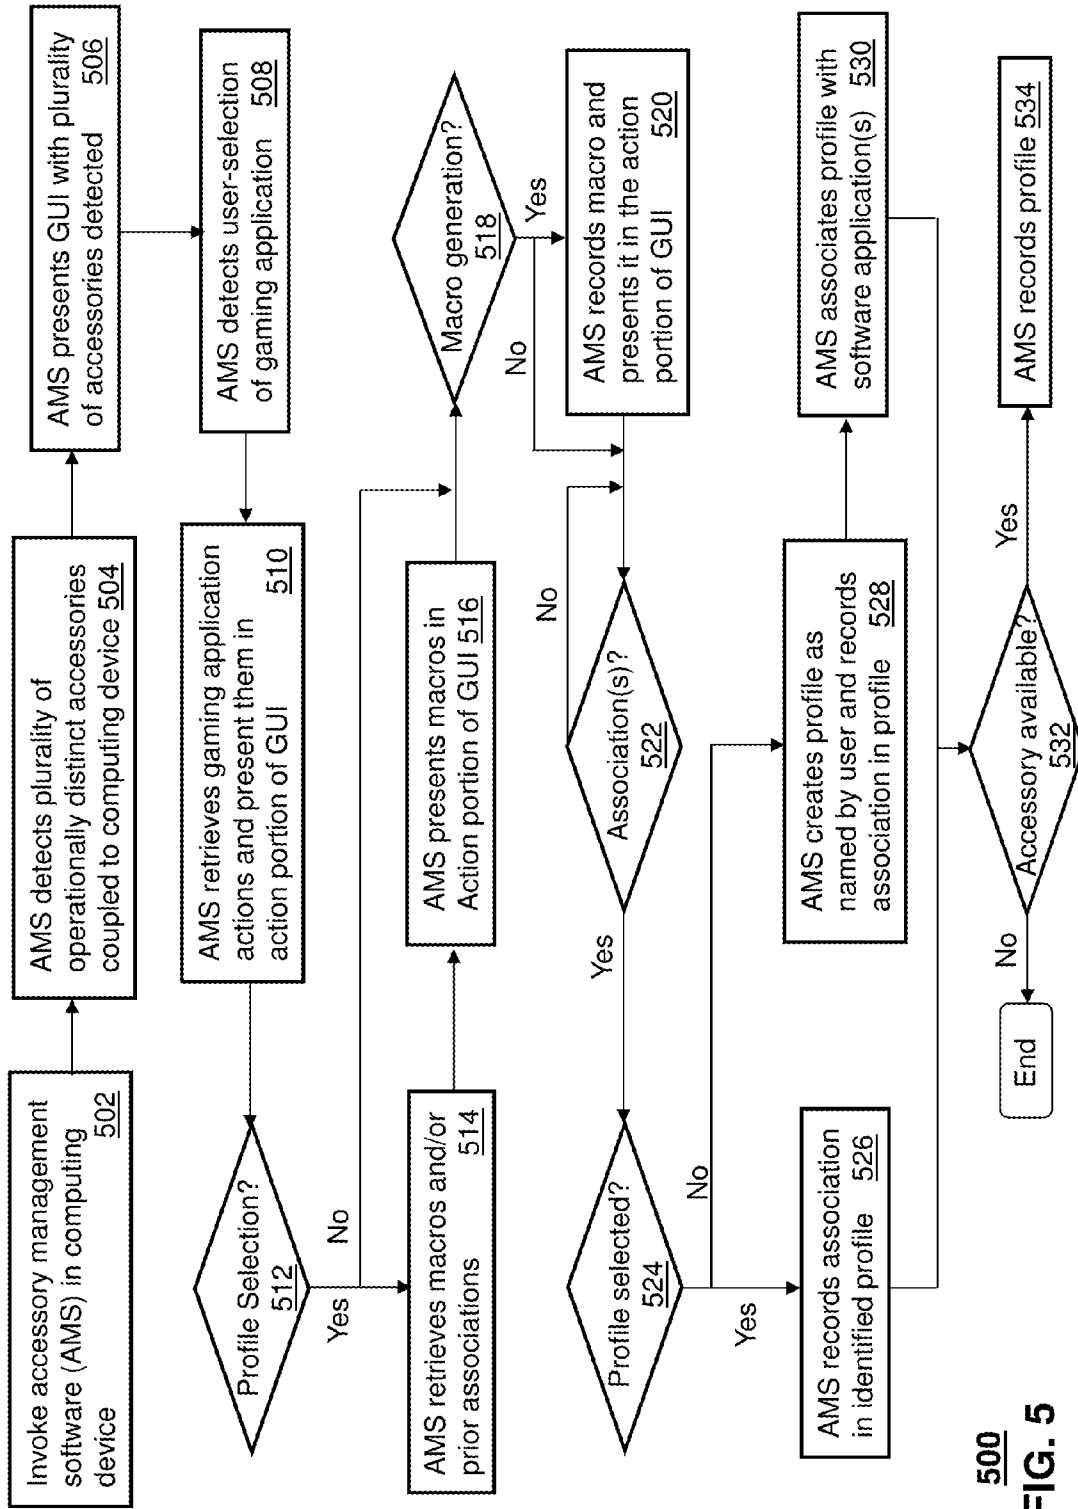 Invoke accessory management
software (AMS) in computing
device 502
AMS detects plurality of
operationally distinct accessories
coupled to computing device 504
AMS presents GUI with plurality
of accessories detected 506
AMS detects user-selection
of gaming application 508
AMS retrieves gaming application
actions and present them in
action portion of GUI 510
Profile Selection?
512
Yes
No
AMS retrieves macros and/or
prior associations 514
AMS presents macros in
Action portion of GUI 516
Macro generation?
518
Yes
No
AMS records macro and
presents it in the action
portion of GUI 520
Association(s)?
522
No
Yes
Profile selected?
524
No
Yes
AMS records association
in identified profile 526
AMS creates profile as
named by user and records
association in profile 528
AMS associates profile with
software application(s) 530
Accessory available?
532
No
Yes
End
AMS records profile 534
500
FIG. 5